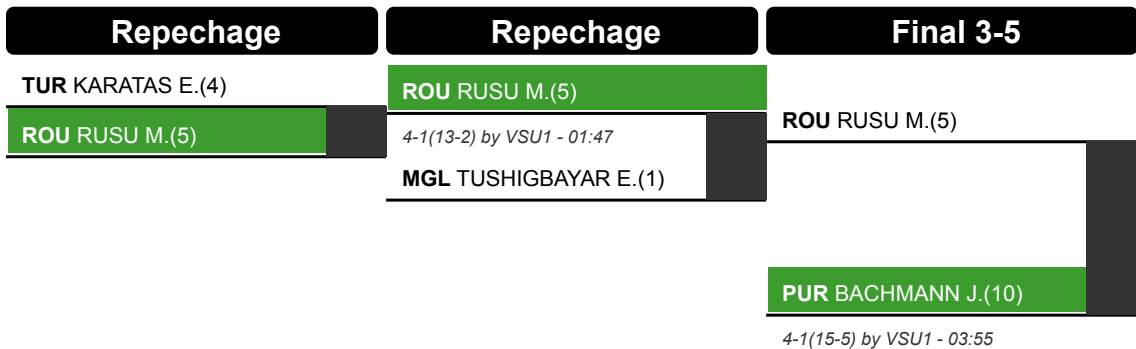 Repechage
TUR KARATAS E.(4)
ROU RUSU M.(5)
Repechage
ROU RUSU M.(5)
4-1(13-2) by VSU1 - 01:47
MGL TUSHIGBAYAR E.(1)
Final 3-5
ROU RUSU M.(5)
PUR BACHMANN J.(10)
4-1(15-5) by VSU1 - 03:55